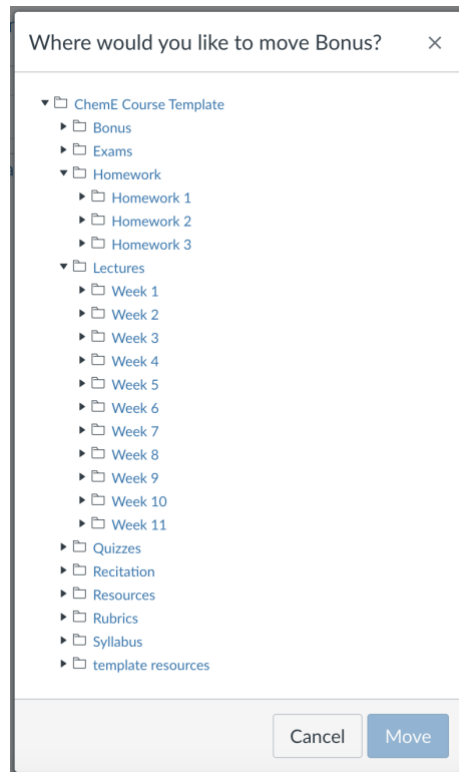 Where would you like to move Bonus?
ChemE Course Template
Bonus
Exams
Homework
Homework 1
Homework 2
Homework 3
Lectures
Week 1
Week 2
Week 3
Week 4
Week 5
Week 6
Week 7
Week 8
Week 9
Week 10
Week 11
Quizzes
Recitation
Resources
Rubrics
Syllabus
template resources
Cancel Move